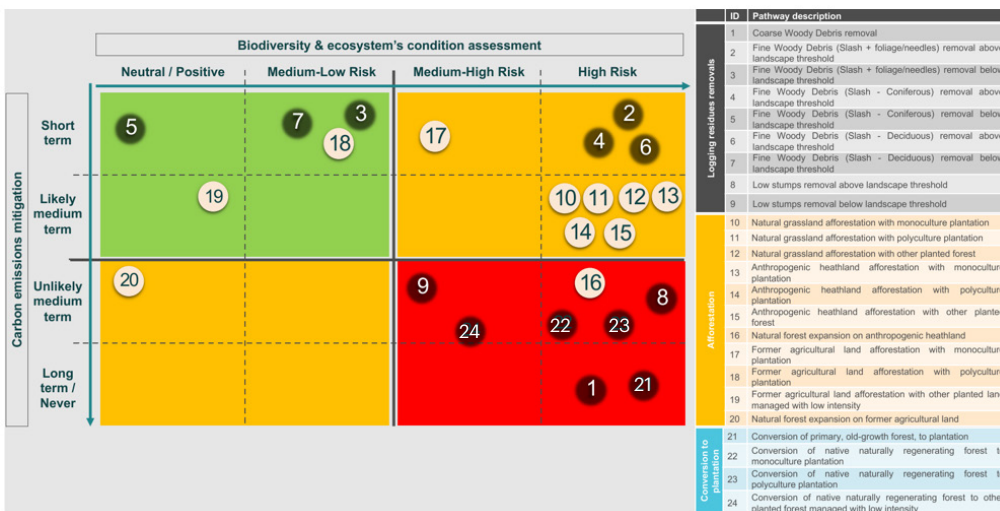 Biodiversity & ecosystem's condition assessment
Neutral / Positive
Medium-Low Risk
Medium-High Risk
High Risk
Carbon emissions mitigation
Short
term
Likely
medium
term
Unlikely
medium
term
Long
term /
Never
5
7
3
18
17
2
4
6
19
10
11
12
13
14
15
20
9
24
16
8
22
23
1
21
ID Pathway description
Logging residues removals
1 Coarse Woody Debris removal
2 Fine Woody Debris (Slash + foliage/needles) removal above
landscape threshold
3 Fine Woody Debris (Slash + foliage/needles) removal below
landscape threshold
4 Fine Woody Debris (Slash - Coniferous) removal above
landscape threshold
5 Fine Woody Debris (Slash - Coniferous) removal below
landscape threshold
6 Fine Woody Debris (Slash - Deciduous) removal above
landscape threshold
7 Fine Woody Debris (Slash - Deciduous) removal below
landscape threshold
8 Low stumps removal above landscape threshold
9 Low stumps removal below landscape threshold
Afforestation
10 Natural grassland afforestation with monoculture plantation
11 Natural grassland afforestation with polyculture plantation
12 Natural grassland afforestation with other planted forest
13 Anthropogenic heathland afforestation with monoculture
plantation
14 Anthropogenic heathland afforestation with polyculture
plantation
15 Anthropogenic heathland afforestation with other planted
forest
16 Natural forest expansion on anthropogenic heathland
17 Former agricultural land afforestation with monoculture
plantation
18 Former agricultural land afforestation with polyculture
plantation
19 Former agricultural land afforestation with other planted land
managed with low intensity
20 Natural forest expansion on former agricultural land
Conversion to
plantation
21 Conversion of primary, old-growth forest, to plantation
22 Conversion of native naturally regenerating forest to
monoculture plantation
23 Conversion of native naturally regenerating forest to
polyculture plantation
24 Conversion of native naturally regenerating forest to other
planted forest managed with low intensity